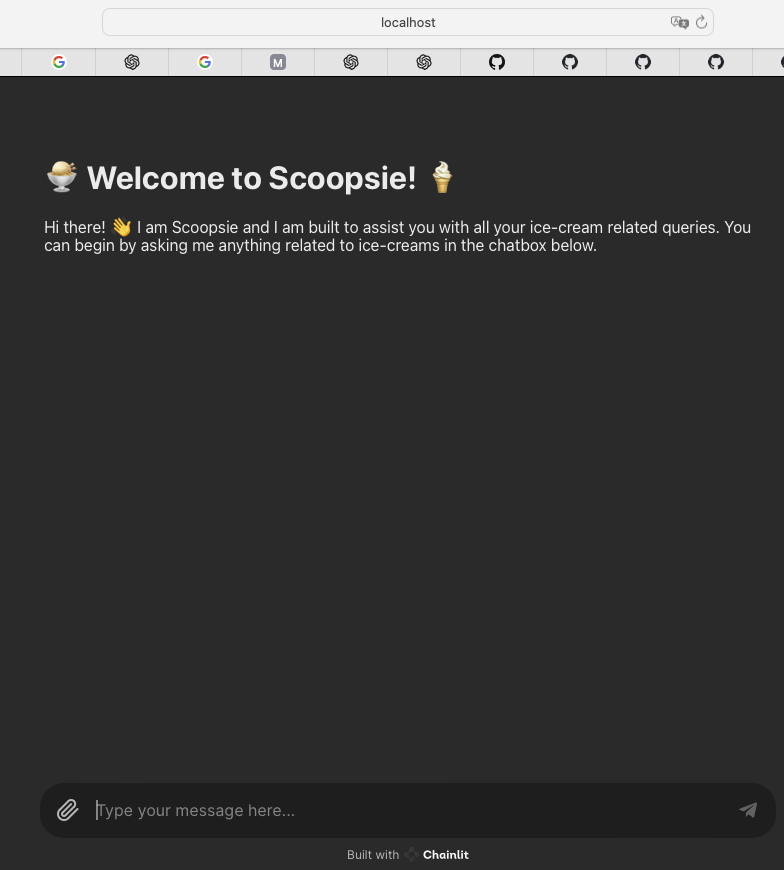 localhost
M
🍨 Welcome to Scoopsie! 🍦
Hi there! 👋 I am Scoopsie and I am built to assist you with all your ice-cream related queries. You
can begin by asking me anything related to ice-creams in the chatbox below.
Type your message here...
Built with Chainlit